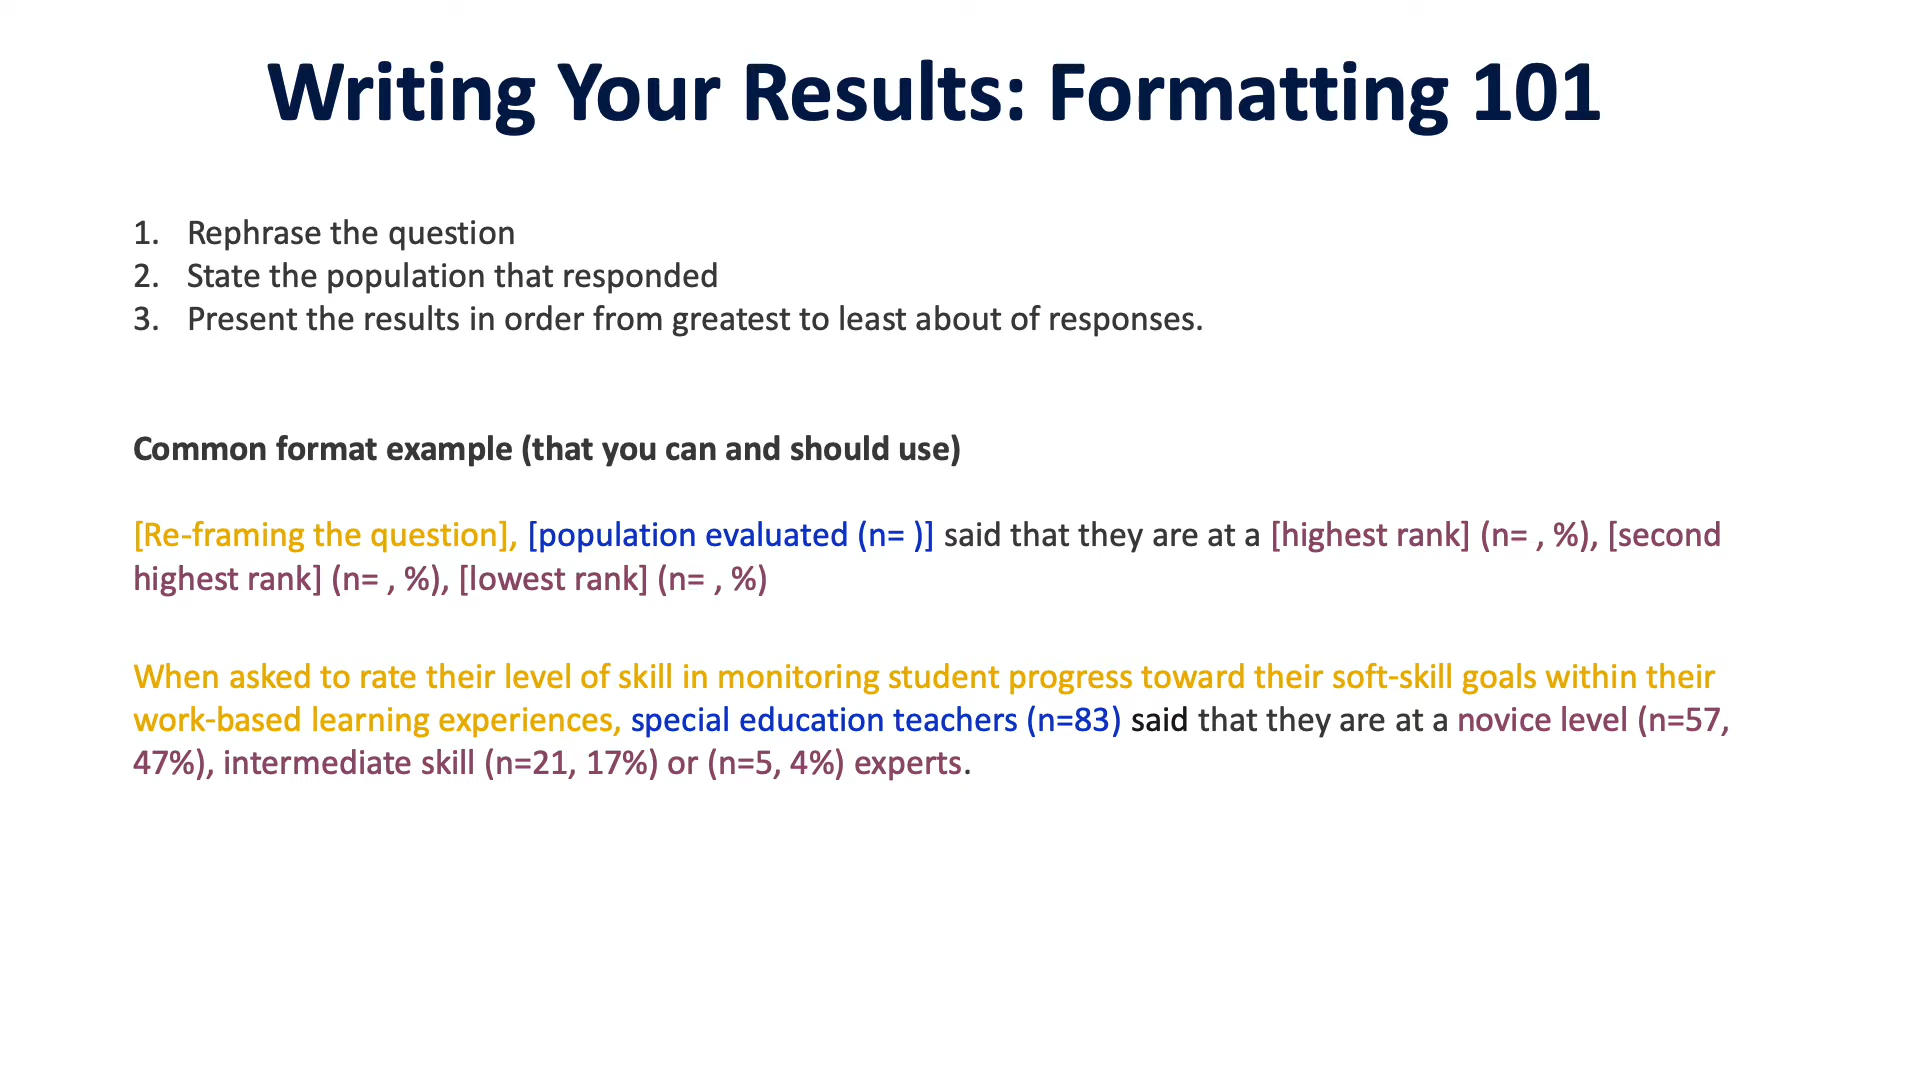 Writing Your Results: Formatting 101
1. Rephrase the question
2. State the population that responded
3. Present the results in order from greatest to least about of responses.
Common format example (that you can and should use)
[Re-framing the question], [population evaluated (n= )] said that they are at a [highest rank] (n= , %), [second
highest rank] (n= , %), [lowest rank] (n= , %)
When asked to rate their level of skill in monitoring student progress toward their soft-skill goals within their
work-based learning experiences, special education teachers (n=83) said that they are at a novice level (n=57,
47%), intermediate skill (n=21, 17%) or (n=5, 4%) experts.